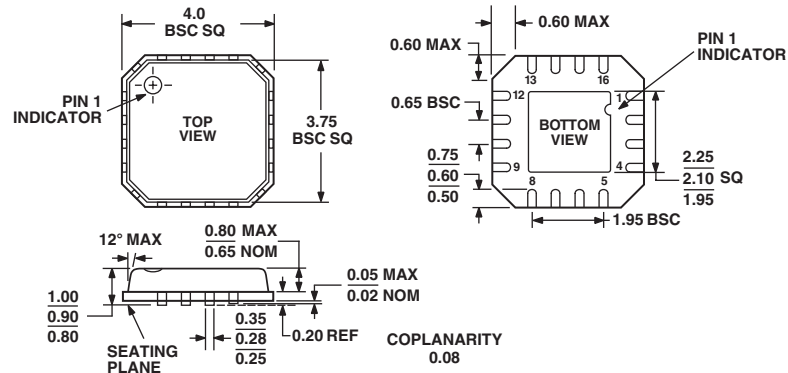 4.0
BSC SQ
PIN 1
INDICATOR
TOP
VIEW
3.75
BSC SQ
0.60 MAX
0.60 MAX
PIN 1
INDICATOR
13
16
12
1
0.65 BSC
BOTTOM
VIEW
0.75
0.60
0.50
9
4
8
5
2.25
2.10 SQ
1.95
1.95 BSC
12° MAX
0.80 MAX
0.65 NOM
0.05 MAX
0.02 NOM
1.00
0.90
0.80
SEATING
PLANE
0.35
0.28
0.25
0.20 REF
COPLANARITY
0.08